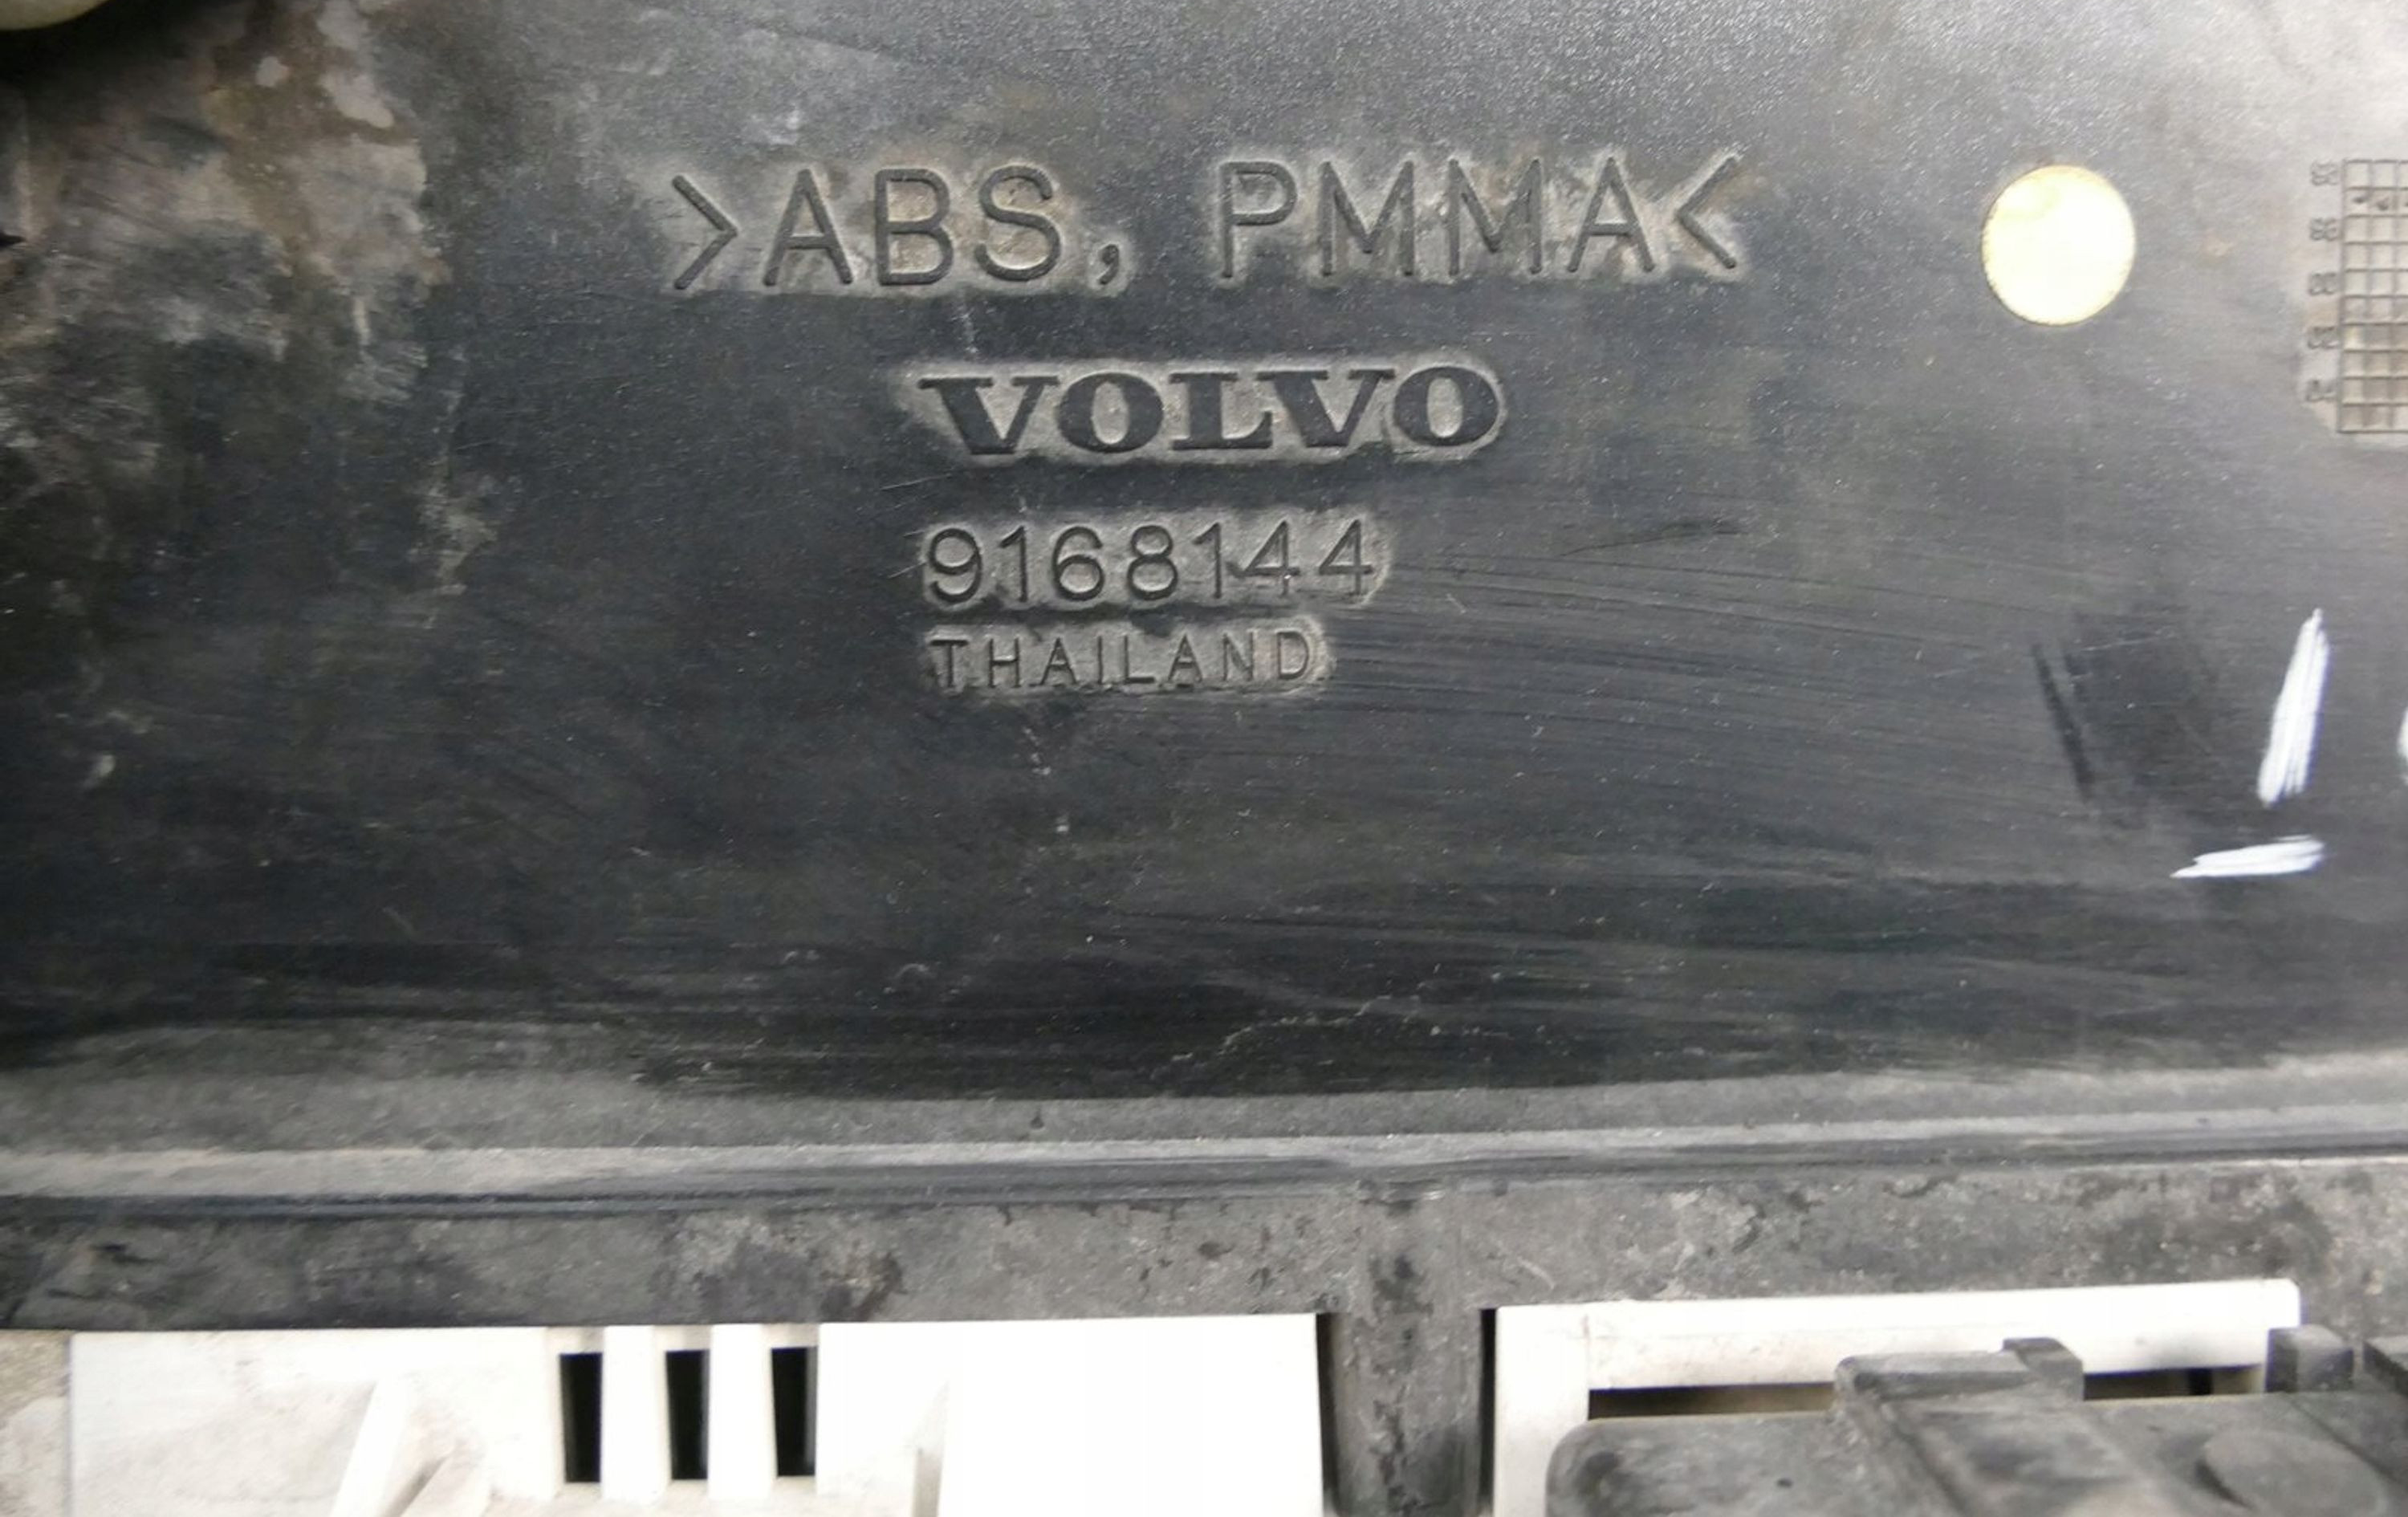 >ABS, PMMA<
VOLVO
9168144
THAILAND